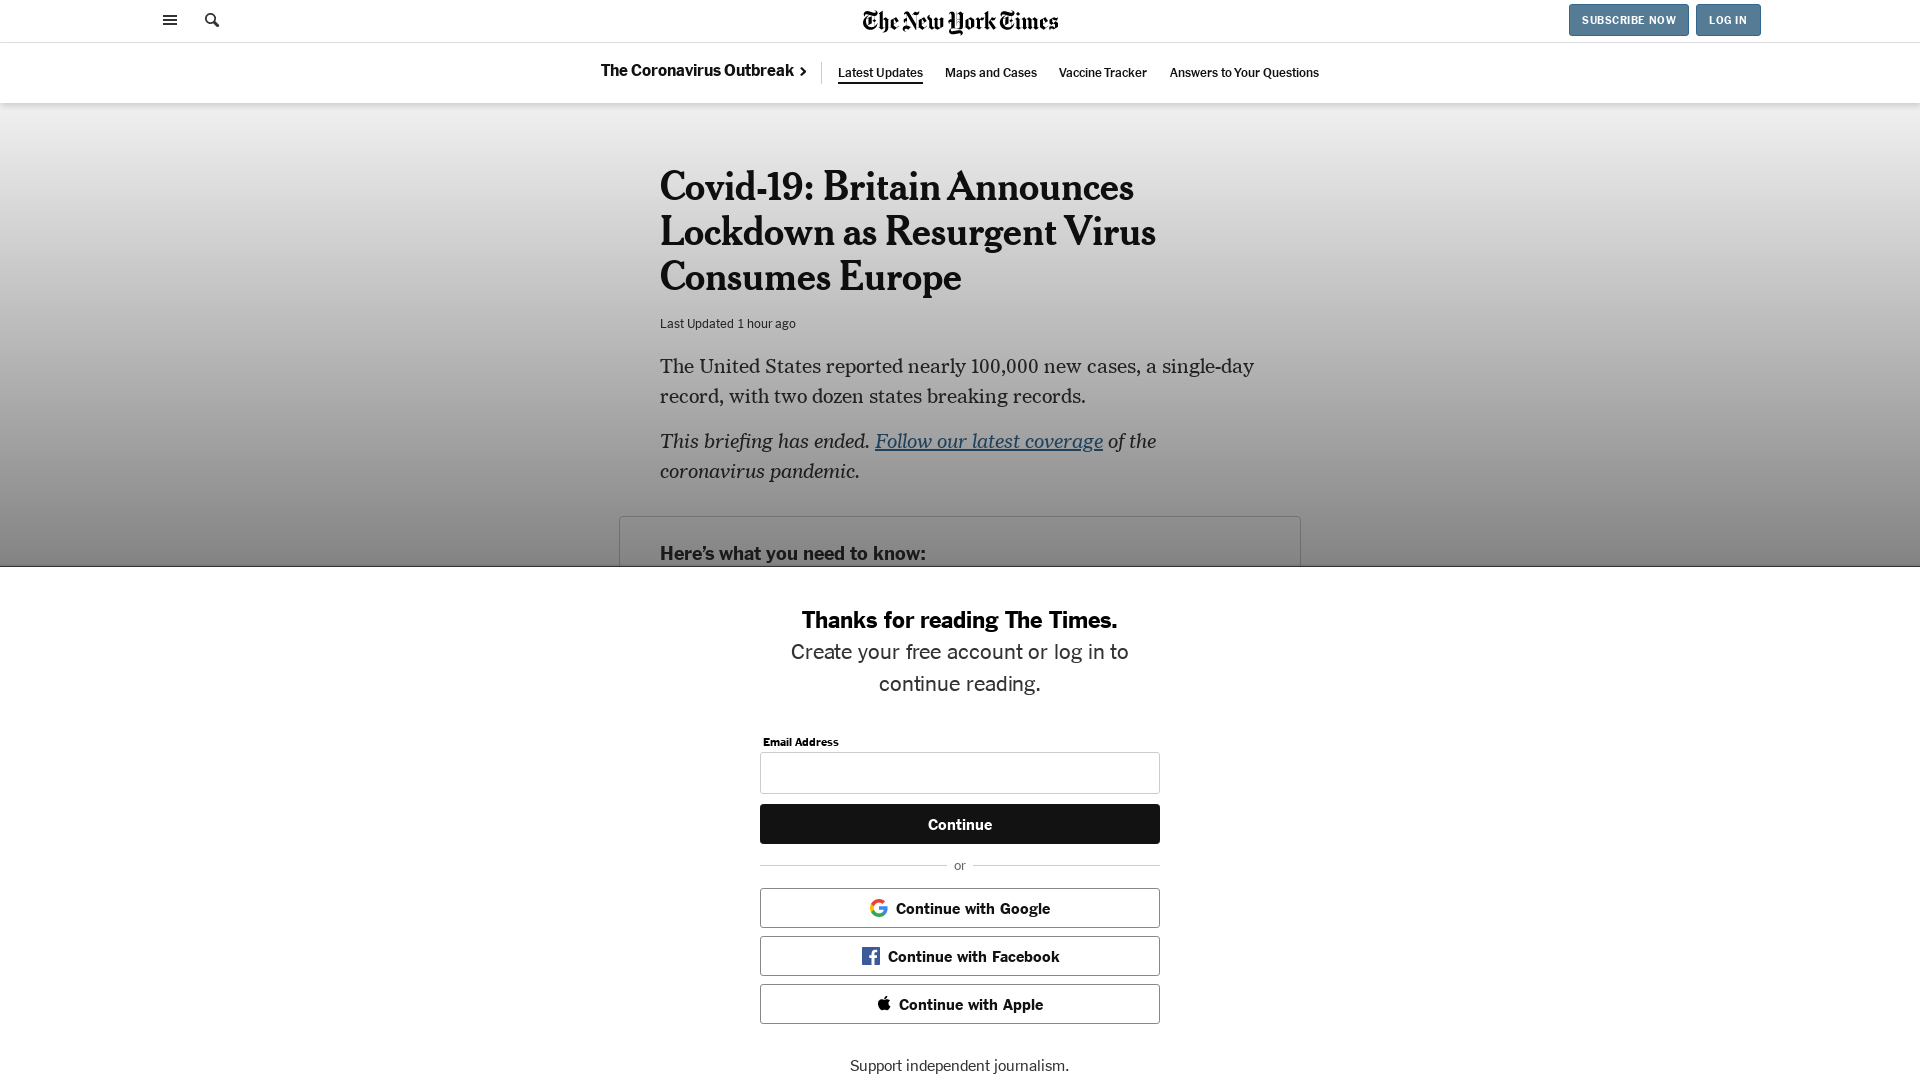 The New York Times
SUBSCRIBE NOW
LOG IN
The Coronavirus Outbreak
Latest Updates
Maps and Cases
Vaccine Tracker
Answers to Your Questions
Covid-19: Britain Announces
Lockdown as Resurgent Virus
Consumes Europe
Last Updated 1 hour ago
The United States reported nearly 100,000 new cases, a single-day
record, with two dozen states breaking records.
This briefing has ended. Follow our latest coverage of the
coronavirus pandemic.
Here’s what you need to know:
Thanks for reading The Times.
Create your free account or log in to
continue reading.
Email Address
Continue
or
Continue with Google
Continue with Facebook
Continue with Apple
Support independent journalism.